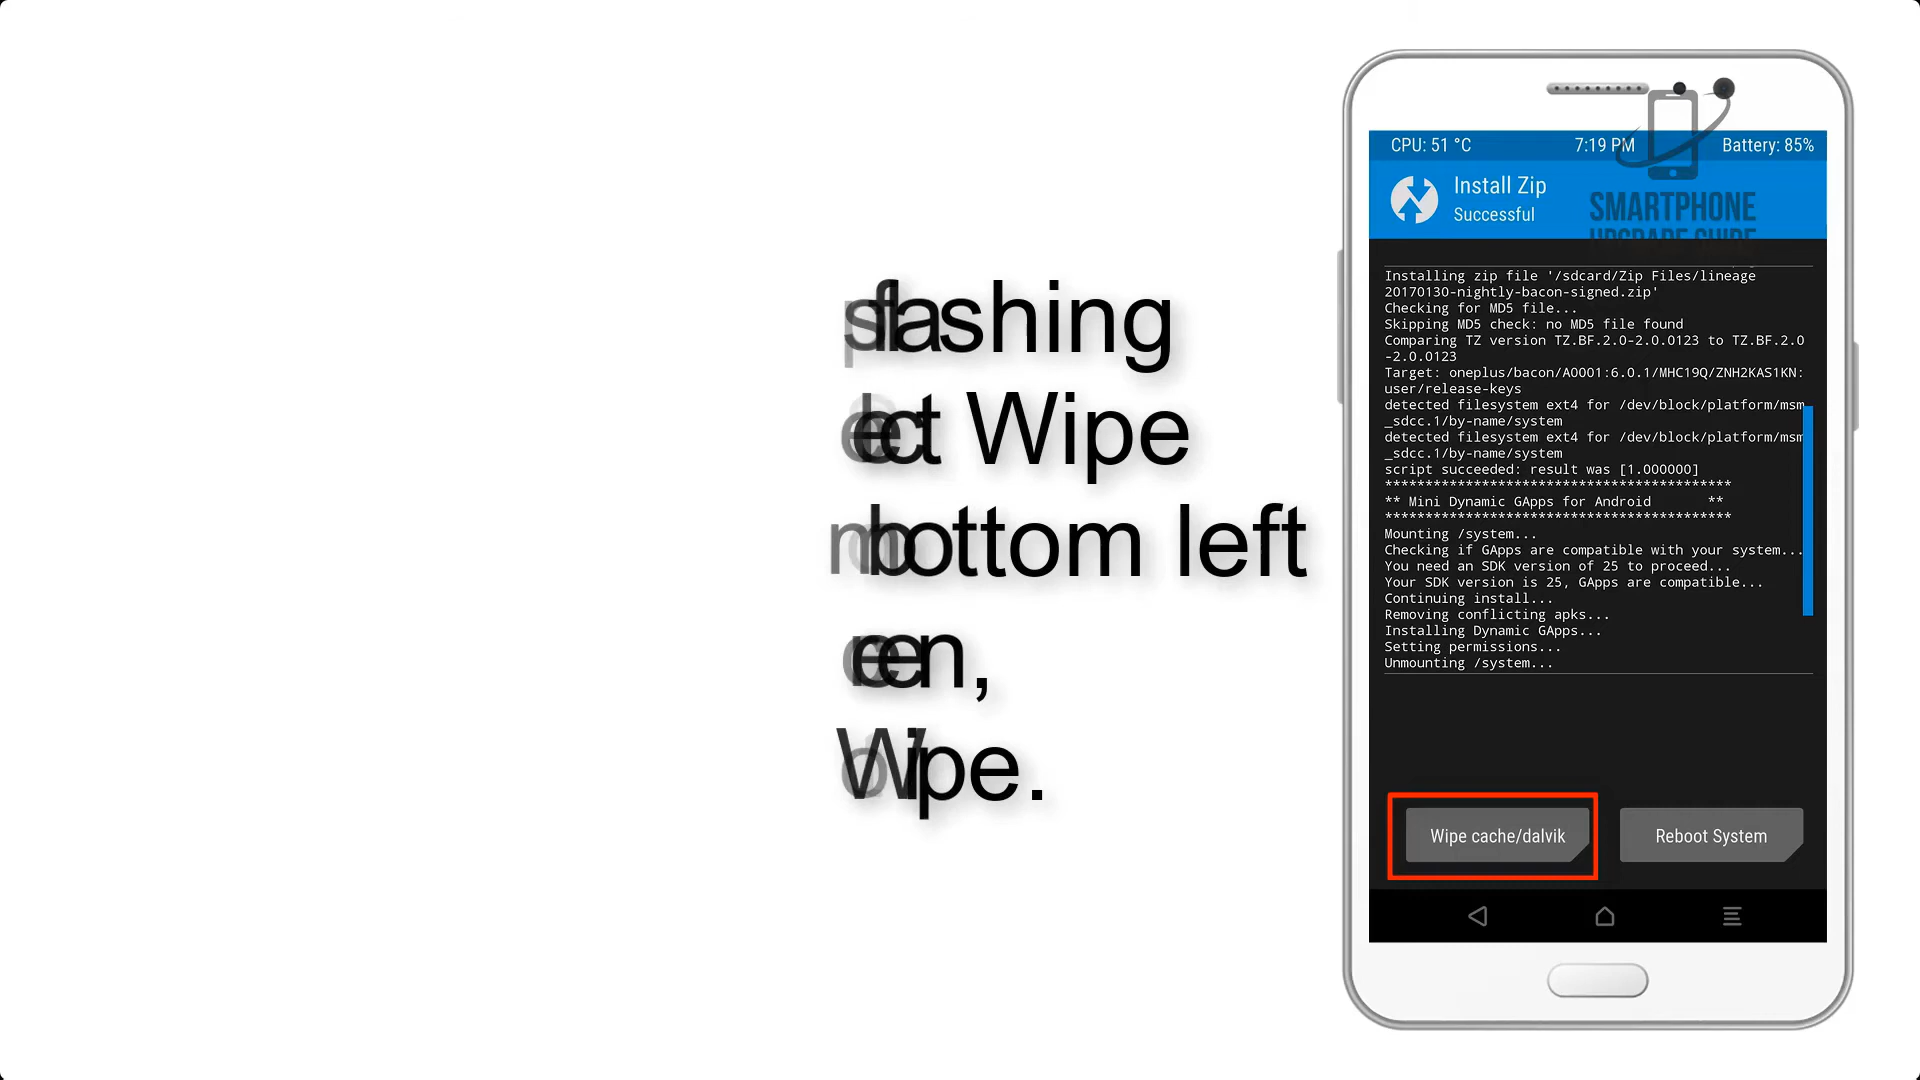 flashing
Wipe
bottom left
Wipe.
CPU: 51 °C
7:19 PM
Battery: 85%
Install Zip
Successful
SMARTPHONE
UPGRADE GUIDE
Installing zip file '/sdcard/Zip Files/lineage
20170130-nightly-bacon-signed.zip'
Checking for MD5 file...
Skipping MD5 check: no MD5 file found
Comparing TZ version TZ.BF.2.0-2.0.0123 to TZ.BF.2.0
-2.0.0123
Target: oneplus/bacon/A0001:6.0.1/MHC19Q/ZNH2KAS1KN:
user/release-keys
detected filesystem ext4 for /dev/block/platform/msm
_sdcc.1/by-name/system
detected filesystem ext4 for /dev/block/platform/msm
_sdcc.1/by-name/system
script succeeded: result was [1.000000]
*******************************************
** Mini Dynamic GApps for Android       **
*******************************************
Mounting /system...
Checking if GApps are compatible with your system...
You need an SDK version of 25 to proceed...
Your SDK version is 25, GApps are compatible...
Continuing install...
Removing conflicting apks...
Installing Dynamic GApps...
Setting permissions...
Unmounting /system...
Wipe cache/dalvik
Reboot System